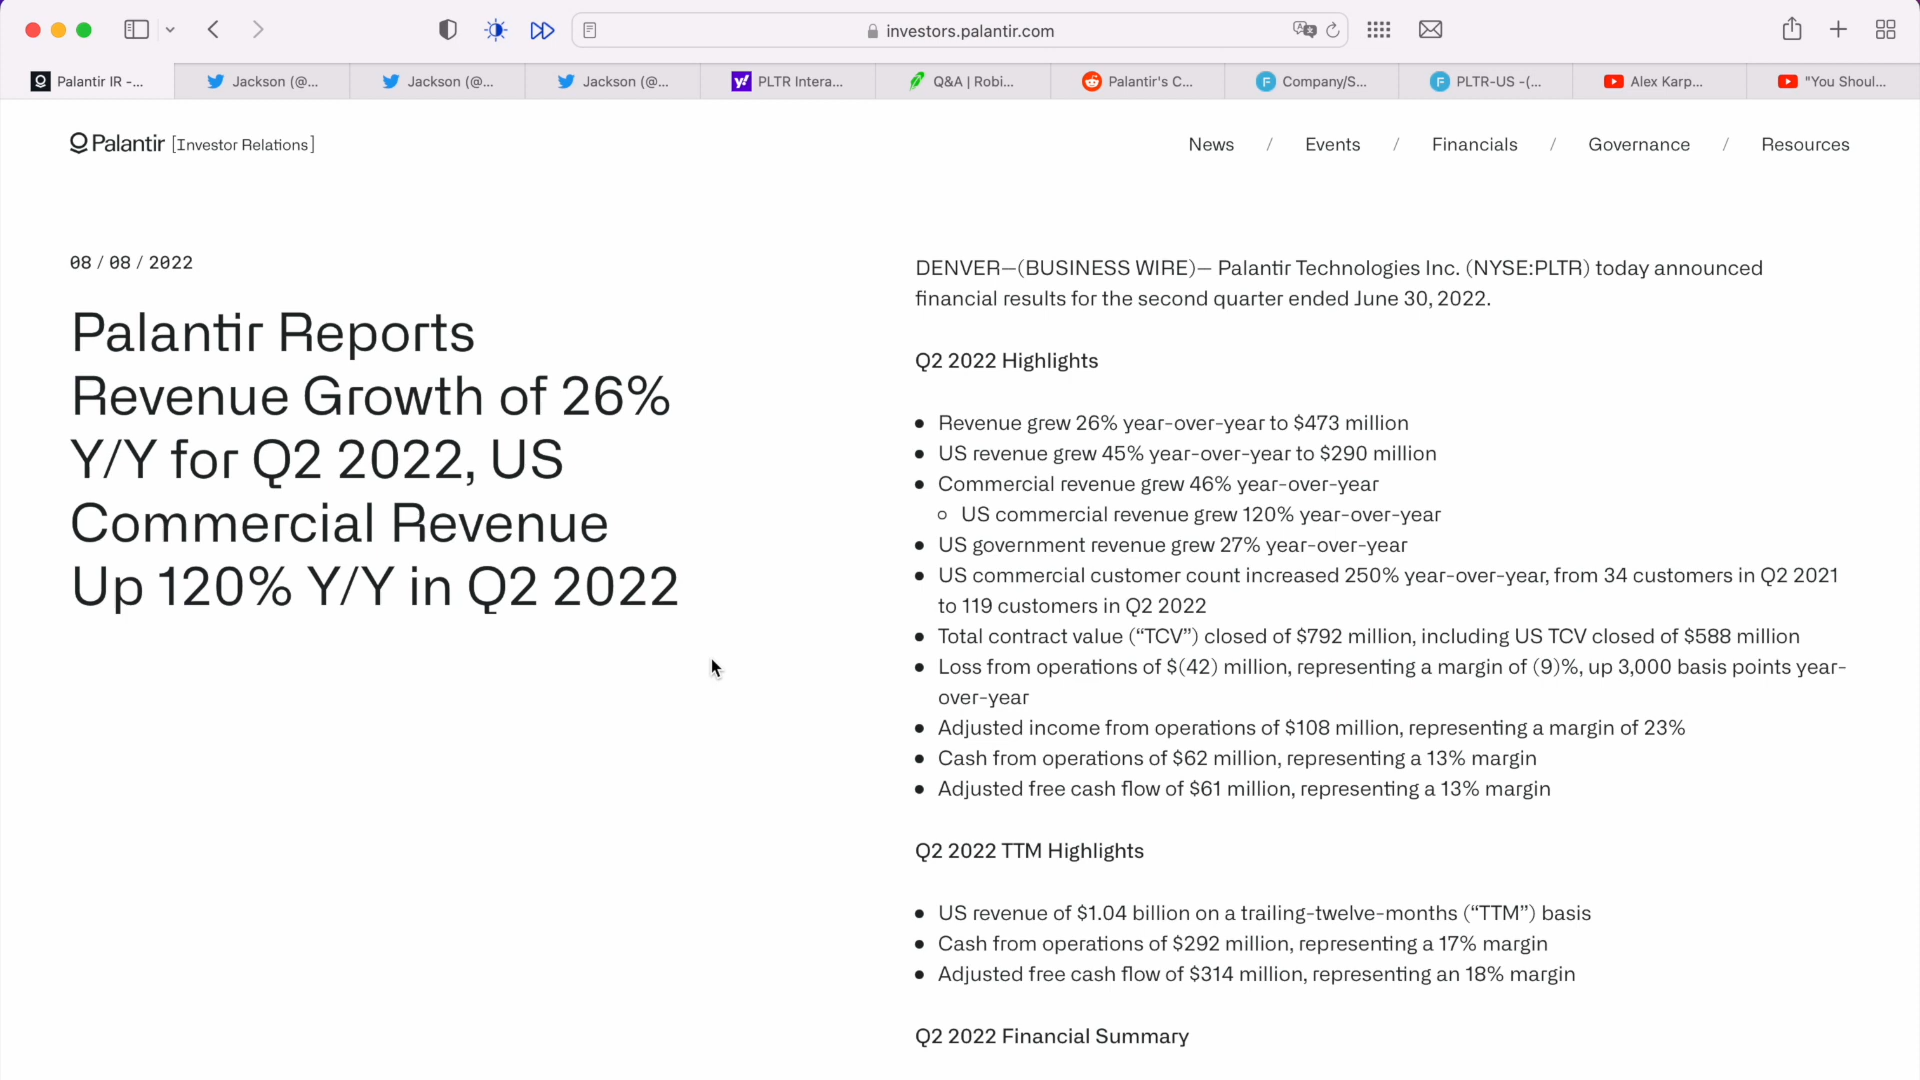 investors.palantir.com
Palantir IR -...
Jackson (@...
Jackson (@...
Jackson (@...
PLTR Intera...
Q&A | Robi...
Palantir's C...
Company/S...
PLTR-US -(...
Alex Karp...
"You Shoul...
Palantir [Investor Relations]
News / Events / Financials / Governance / Resources
08 / 08 / 2022
Palantir Reports
Revenue Growth of 26%
Y/Y for Q2 2022, US
Commercial Revenue
Up 120% Y/Y in Q2 2022
DENVER—(BUSINESS WIRE)— Palantir Technologies Inc. (NYSE:PLTR) today announced
financial results for the second quarter ended June 30, 2022.
Q2 2022 Highlights
● Revenue grew 26% year-over-year to $473 million
● US revenue grew 45% year-over-year to $290 million
● Commercial revenue grew 46% year-over-year
○ US commercial revenue grew 120% year-over-year
● US government revenue grew 27% year-over-year
● US commercial customer count increased 250% year-over-year, from 34 customers in Q2 2021
to 119 customers in Q2 2022
● Total contract value (“TCV”) closed of $792 million, including US TCV closed of $588 million
● Loss from operations of $(42) million, representing a margin of (9)%, up 3,000 basis points year-
over-year
● Adjusted income from operations of $108 million, representing a margin of 23%
● Cash from operations of $62 million, representing a 13% margin
● Adjusted free cash flow of $61 million, representing a 13% margin
Q2 2022 TTM Highlights
● US revenue of $1.04 billion on a trailing-twelve-months (“TTM”) basis
● Cash from operations of $292 million, representing a 17% margin
● Adjusted free cash flow of $314 million, representing an 18% margin
Q2 2022 Financial Summary